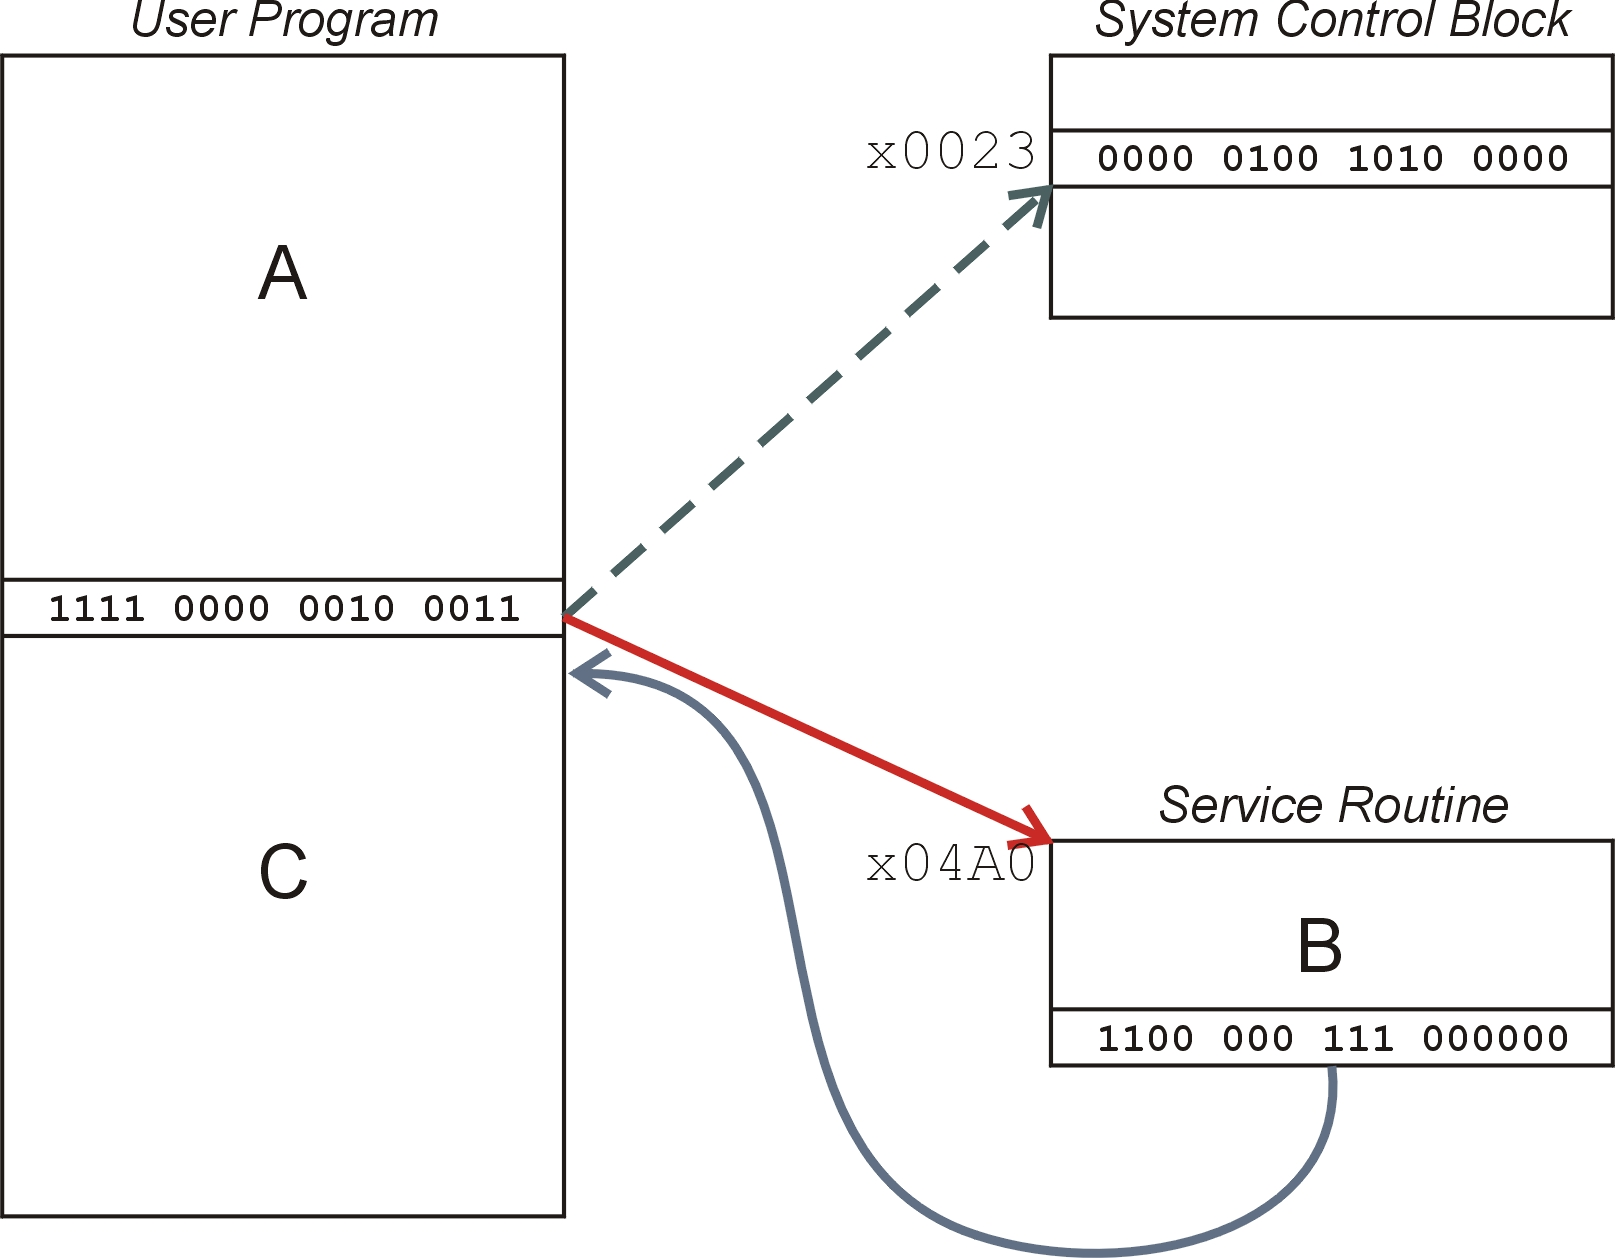 User Program
System Control Block
x0023
0000 0100 1010 0000
A
1111 0000 0010 0011
C
Service Routine
x04A0
B
1100 000 111 000000